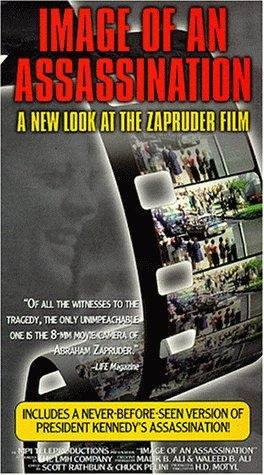 IMAGE OF AN
ASSASSINATION
A NEW LOOK AT THE ZAPRUDER FILM
"OF ALL THE WITNESSES TO THE
TRAGEDY, THE ONLY UNIMPEACHABLE
ONE IS THE 8-MM MOVIE CAMERA OF
ABRAHAM ZAPRUDER."
-LIFE Magazine
INCLUDES A NEVER-BEFORE-SEEN VERSION OF
PRESIDENT KENNEDY'S ASSASSINATION!
MPI TELEPRODUCTIONS "IMAGE OF AN ASSASSINATION"
THE LMH COMPANY MALIK B. ALI & WALEED B. ALI
SCOTT RATHBUN & CHUCK PELINI H.D. MOTYL